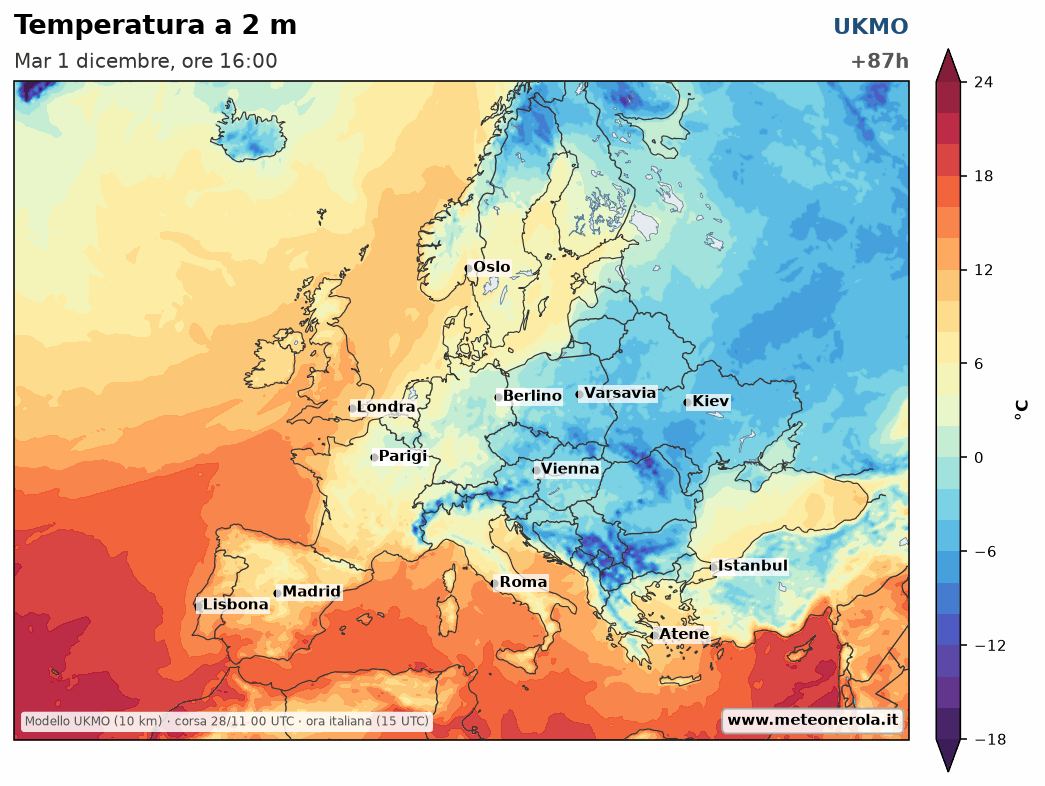 Temperatura a 2 m
UKMO
Mar 1 dicembre, ore 16:00
+87h
24
18
12
6
0
−6
−12
−18
°C
Oslo
Londra
Berlino
Varsavia
Kiev
Parigi
Vienna
Istanbul
Roma
Madrid
Lisbona
Atene
Modello UKMO (10 km) · corsa 28/11 00 UTC · ora italiana (15 UTC)
www.meteonerola.it